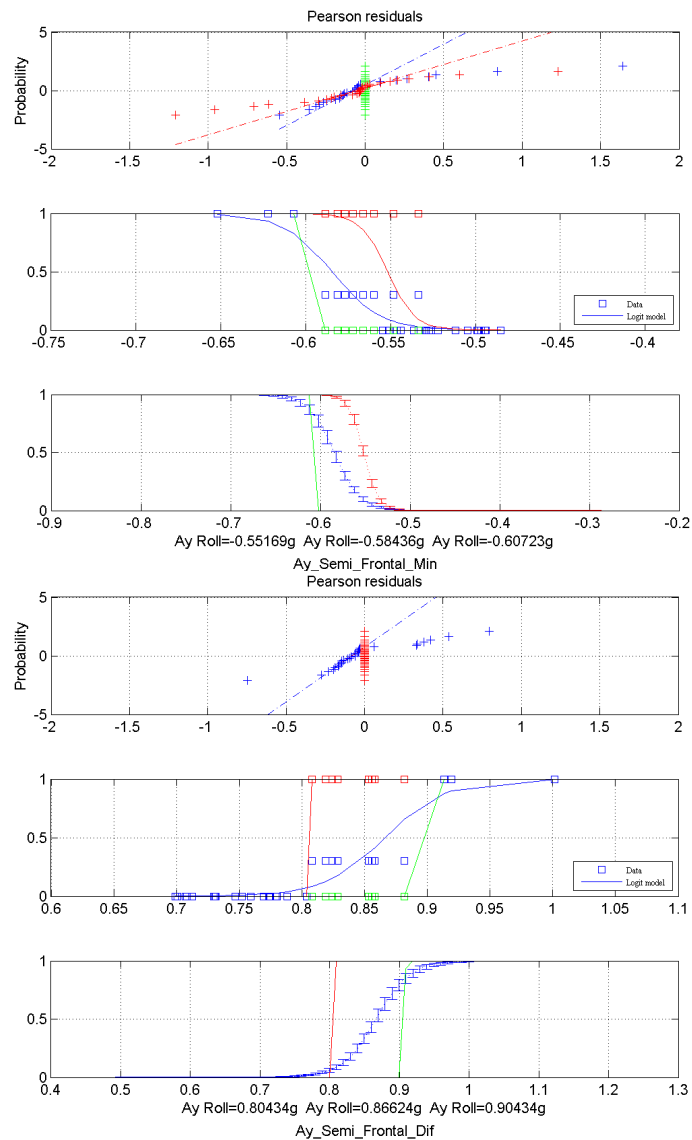 Pearson residuals
Probability
5
0
-5
-2 -1.5 -1 -0.5 0 0.5 1 1.5 2
1
0.5
0
Data
Logit model
-0.75 -0.7 -0.65 -0.6 -0.55 -0.5 -0.45 -0.4
1
0.5
0
-0.9 -0.8 -0.7 -0.6 -0.5 -0.4 -0.3 -0.2
Ay Roll=-0.55169g Ay Roll=-0.58436g Ay Roll=-0.60723g
Ay_Semi_Frontal_Min
Pearson residuals
Probability
5
0
-5
-2 -1.5 -1 -0.5 0 0.5 1 1.5 2
1
0.5
0
Data
Logit model
0.6 0.65 0.7 0.75 0.8 0.85 0.9 0.95 1 1.05 1.1
1
0.5
0
0.4 0.5 0.6 0.7 0.8 0.9 1 1.1 1.2 1.3
Ay Roll=0.80434g Ay Roll=0.86624g Ay Roll=0.90434g
Ay_Semi_Frontal_Dif